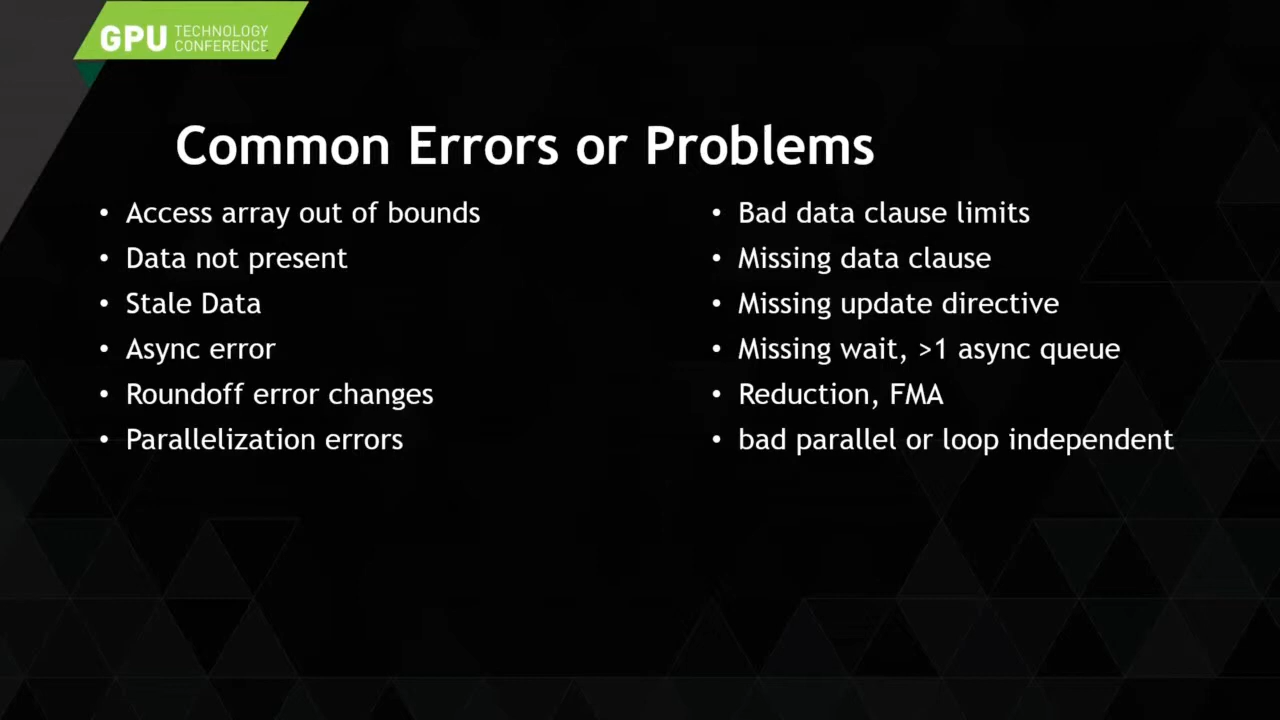 GPU TECHNOLOGY
CONFERENCE
Common Errors or Problems
• Access array out of bounds
• Data not present
• Stale Data
• Async error
• Roundoff error changes
• Parallelization errors
• Bad data clause limits
• Missing data clause
• Missing update directive
• Missing wait, >1 async queue
• Reduction, FMA
• bad parallel or loop independent